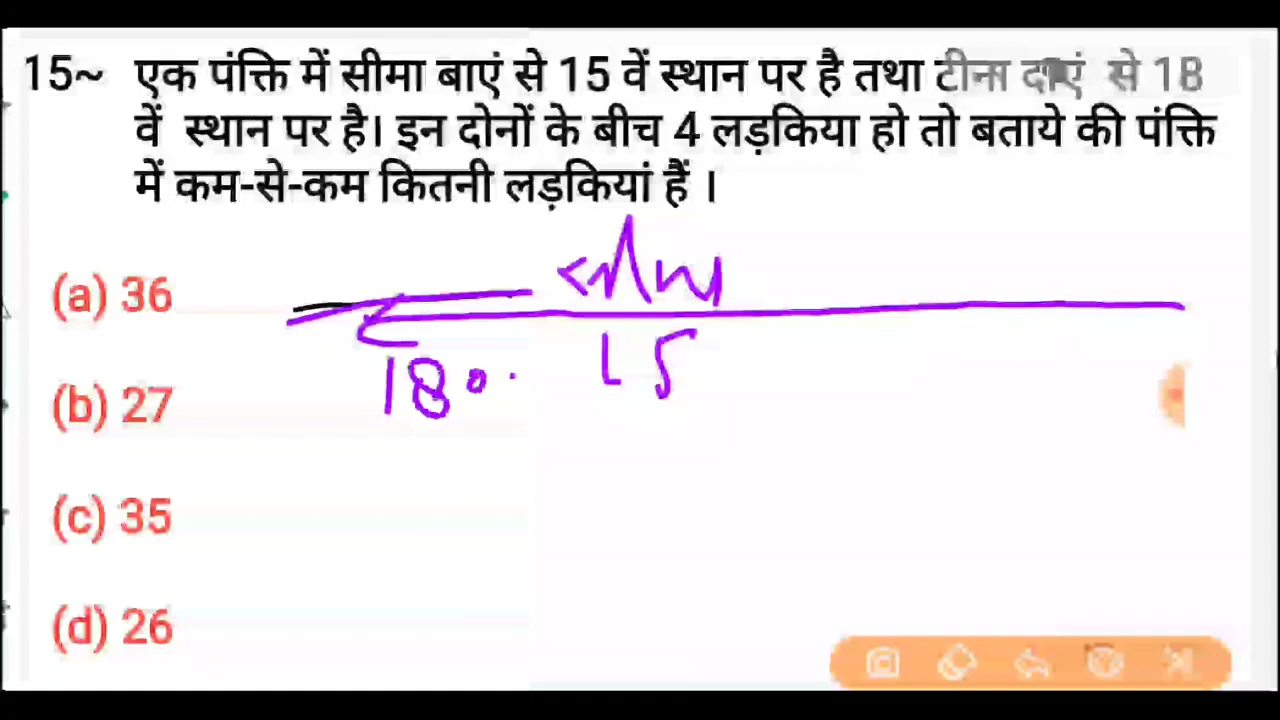 15~ एक पंक्ति में सीमा बाएं से 15 वें स्थान पर है तथा टीना दाएं से 18
वें स्थान पर है। इन दोनों के बीच 4 लड़किया हो तो बताये की पंक्ति
में कम-से-कम कितनी लड़कियां हैं ।
(a) 36
18 15
(b) 27
(c) 35
(d) 26